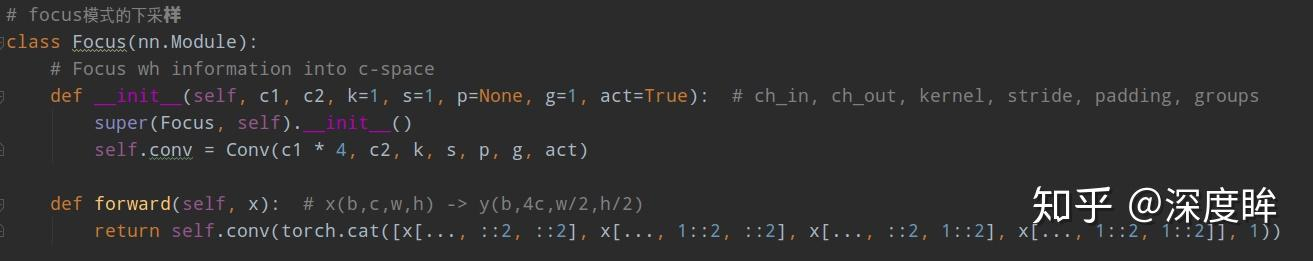 # focus模式的下采样
class Focus(nn.Module):
    # Focus wh information into c-space
    def __init__(self, c1, c2, k=1, s=1, p=None, g=1, act=True):  # ch_in, ch_out, kernel, stride, padding, groups
        super(Focus, self).__init__()
        self.conv = Conv(c1 * 4, c2, k, s, p, g, act)
    def forward(self, x):  # x(b,c,w,h) -> y(b,4c,w/2,h/2)
知乎 @深度眸
        return self.conv(torch.cat([x[..., ::2, ::2], x[..., 1::2, ::2], x[..., ::2, 1::2], x[..., 1::2, 1::2]], 1))